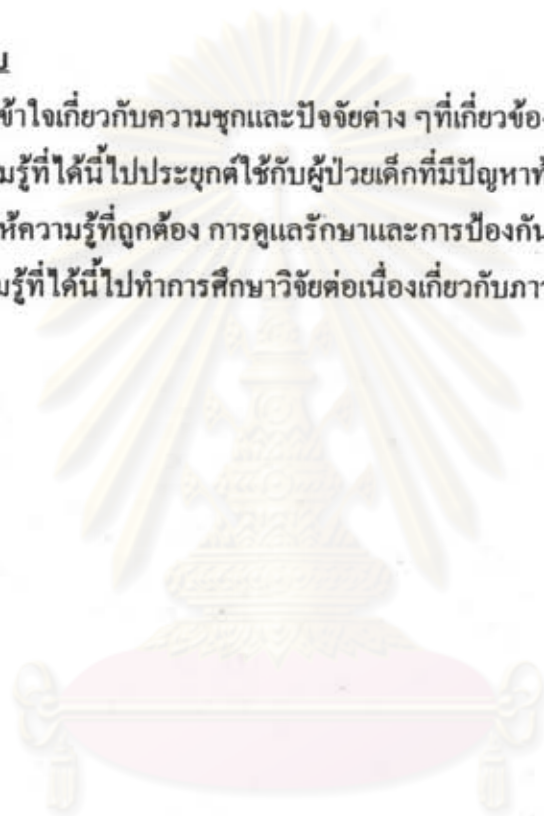 น
ข้าใจเกี่ยวกับความชุกและปัจจัยต่าง ๆที่เกี่ยวข้อง
มรู้ที่ได้นี้ไปประยุกต์ใช้กับผู้ป่วยเด็กที่มีปัญหาท้
ห้ความรู้ที่ถูกต้อง การดูแลรักษาและการป้องกัน
มรู้ที่ได้นี้ไปทำการศึกษาวิจัยต่อเนื่องเกี่ยวกับภาว